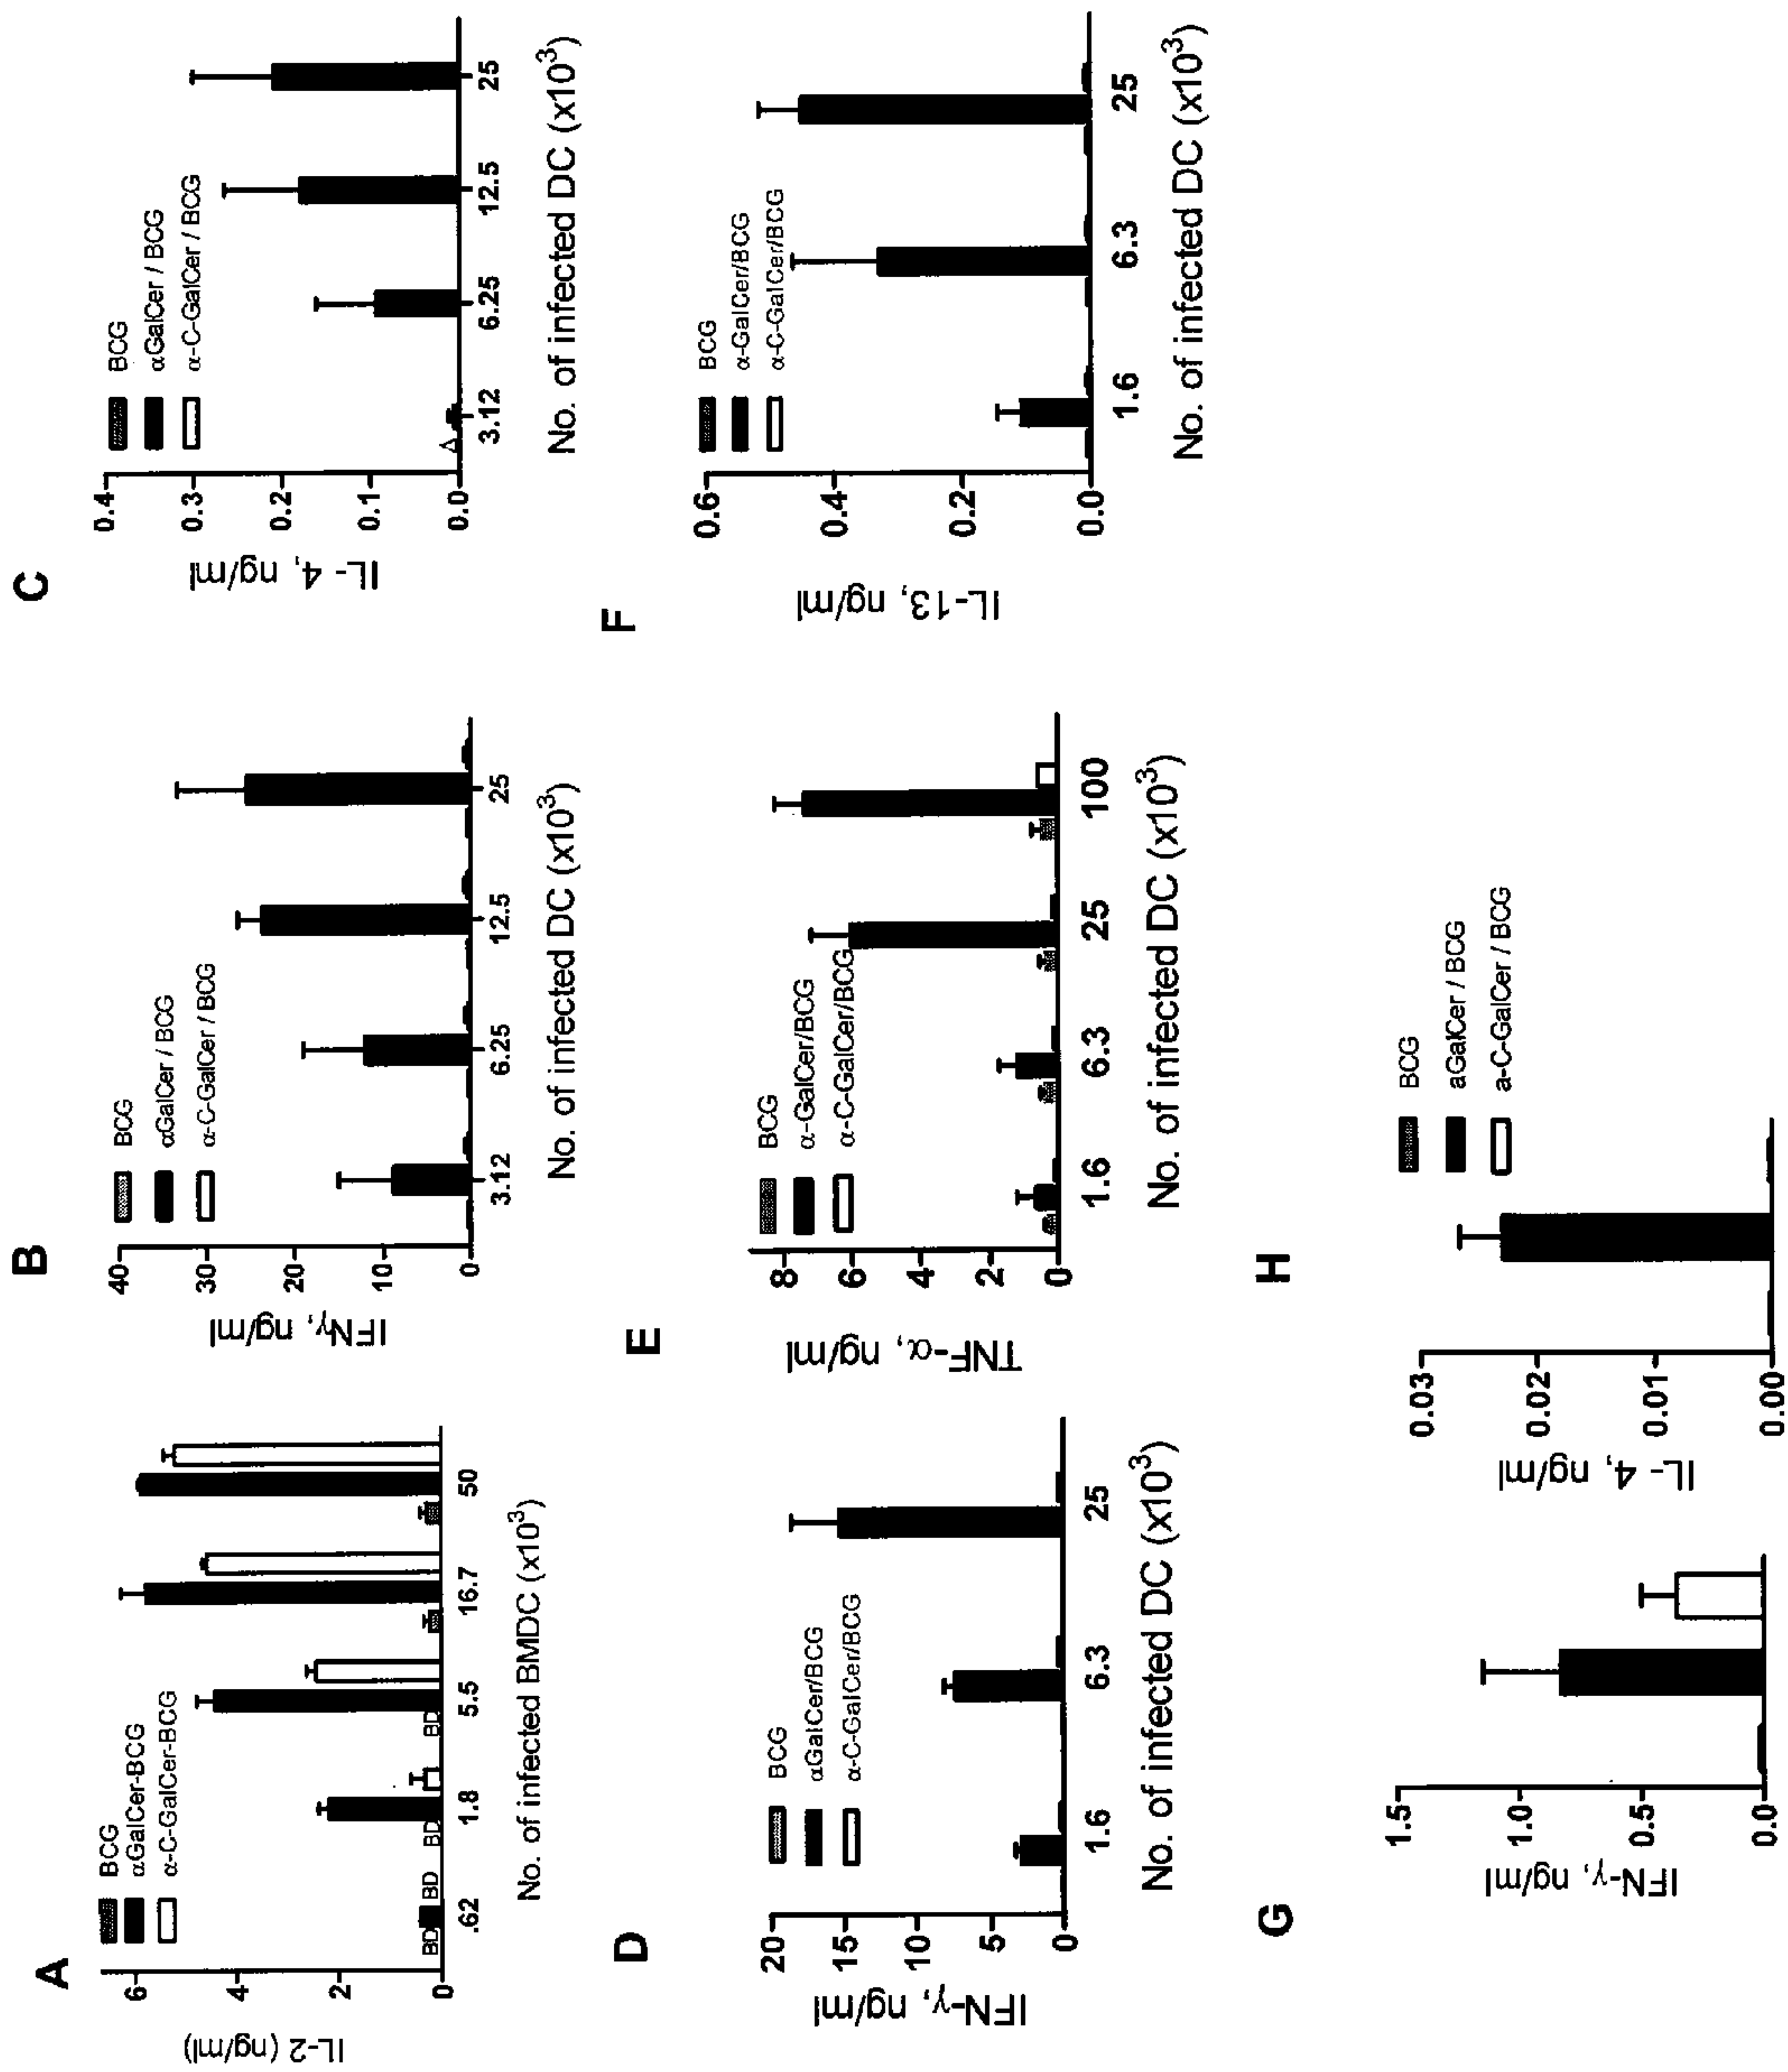 A
IL-2 (ng/ml)
6
4
2
0
BCG
αGalCer-BCG
α-C-GalCer-BCG
BD
BD
BD
BD
.62
1.8
5.5
16.7
50
No. of infected BMDC (x10³)
B
IFNγ, ng/ml
40
30
20
10
0
BCG
αGalCer / BCG
α-C-GalCer / BCG
3.12
6.25
12.5
25
No. of infected DC (x10³)
C
IL- 4, ng/ml
0.4
0.3
0.2
0.1
0.0
BCG
αGalCer / BCG
α-C-GalCer / BCG
3.12
6.25
12.5
25
No. of infected DC (x10³)
D
IFN-γ, ng/ml
20
15
10
5
0
BCG
αGalCer/BCG
α-C-GalCer/BCG
1.6
6.3
25
No. of infected DC (x10³)
E
TNF-α, ng/ml
8
6
4
2
0
BCG
α-GalCer/BCG
α-C-GalCer/BCG
1.6
6.3
25
100
No. of infected DC (x10³)
F
IL-13, ng/ml
0.6
0.4
0.2
0.0
BCG
α-GalCer/BCG
α-C-GalCer/BCG
1.6
6.3
25
No. of infected DC (x10³)
G
IFN-γ, ng/ml
1.5
1.0
0.5
0.0
H
IL- 4, ng/ml
0.03
0.02
0.01
0.00
BCG
aGalCer / BCG
a-C-GalCer / BCG